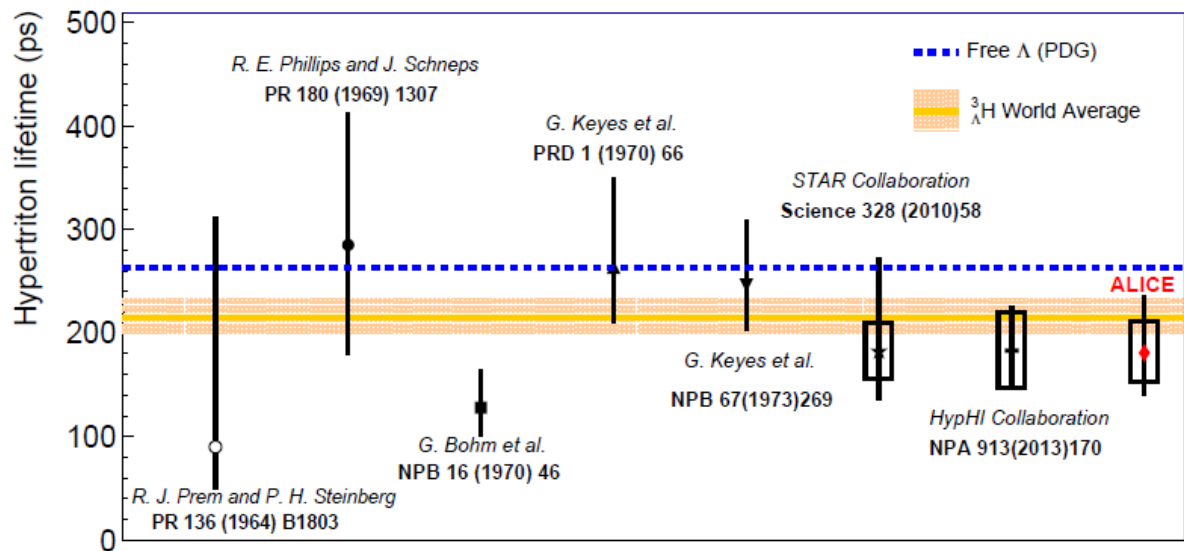 Hypertriton lifetime (ps)
500
400
300
200
100
0
R. E. Phillips and J. Schneps
PR 180 (1969) 1307
G. Keyes et al.
PRD 1 (1970) 66
Free Λ (PDG)
³ΛH World Average
STAR Collaboration
Science 328 (2010)58
ALICE
G. Keyes et al.
NPB 67(1973)269
HypHI Collaboration
NPA 913(2013)170
G. Bohm et al.
NPB 16 (1970) 46
R. J. Prem and P. H. Steinberg
PR 136 (1964) B1803